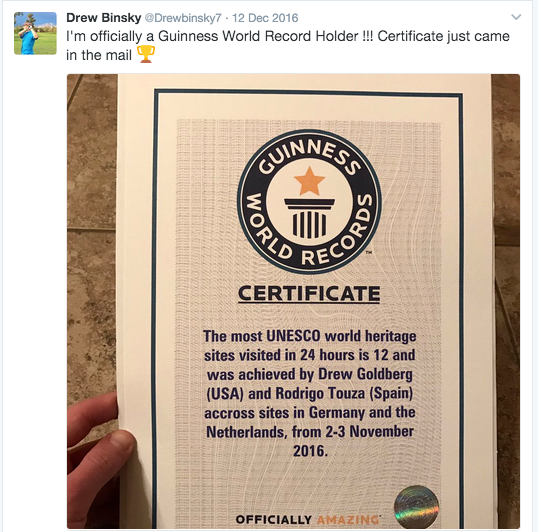 Drew Binsky @Drewbinsky7 · 12 Dec 2016
I'm officially a Guinness World Record Holder !!! Certificate just came
in the mail 🏆
GUINNESS
WORLD RECORDS
™
CERTIFICATE
The most UNESCO world heritage
sites visited in 24 hours is 12 and
was achieved by Drew Goldberg
(USA) and Rodrigo Touza (Spain)
accross sites in Germany and the
Netherlands, from 2-3 November
2016.
OFFICIALLY AMAZING